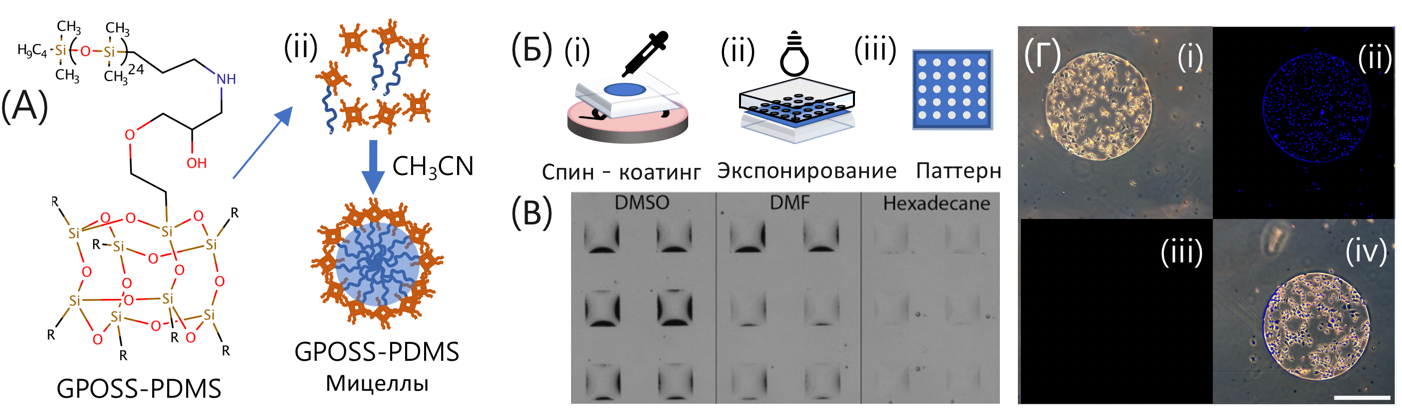 (А)
CH₃
CH₃
H₉C₄
Si
O
Si
CH₃
CH₃
24
NH
O
OH
R
R
O
O
Si
Si
R
Si
Si
O
O
O
O
Si
O
Si
Si
O
Si
R
O
R
O
R
R
GPOSS-PDMS
(ii)
CH₃CN
GPOSS-PDMS
Мицеллы
(Б)
(i)
(ii)
(iii)
Спин - коатинг
Экспонирование
Паттерн
(В)
DMSO
DMF
Hexadecane
(Г)
(i)
(ii)
(iii)
(iv)